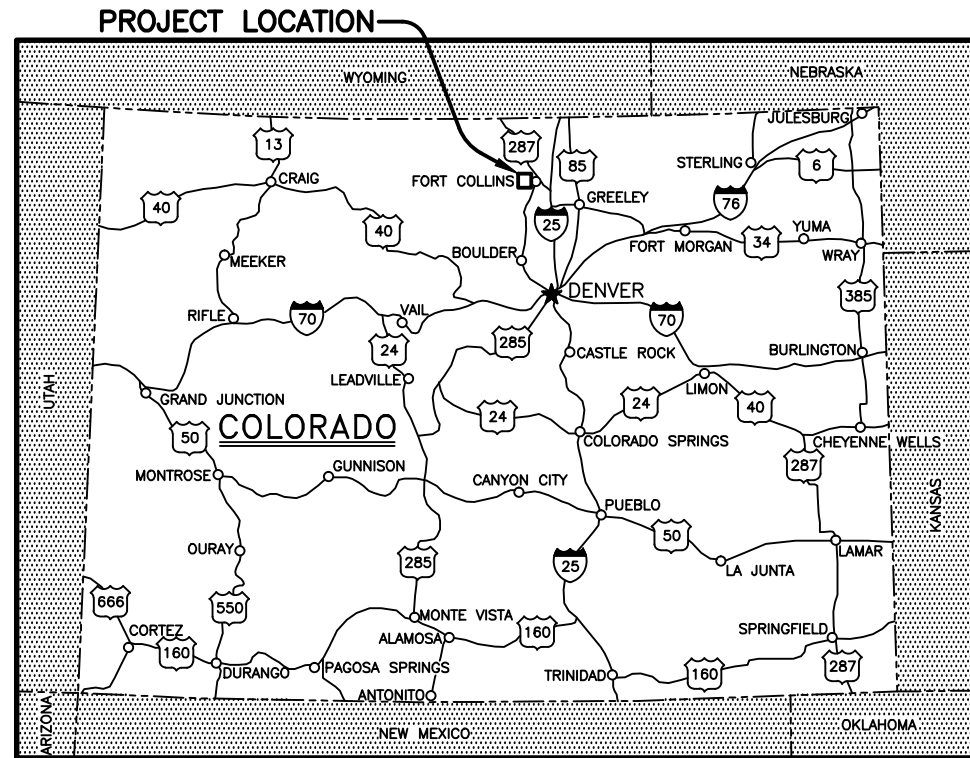 PROJECT LOCATION
WYOMING
NEBRASKA
JULESBURG
13
287
85
STERLING
6
CRAIG
FORT COLLINS
40
GREELEY
76
25
40
YUMA
FORT MORGAN
34
WRAY
BOULDER
MEEKER
DENVER
385
RIFLE
70
VAIL
70
285
24
CASTLE ROCK
BURLINGTON
LEADVILLE
LIMON
UTAH
GRAND JUNCTION
24
24
40
COLORADO
50
COLORADO SPRINGS
CHEYENNE WELLS
287
MONTROSE
GUNNISON
CANYON CITY
KANSAS
PUEBLO
50
OURAY
LAMAR
285
25
LA JUNTA
666
550
MONTE VISTA
CORTEZ
160
ALAMOSA
160
SPRINGFIELD
DURANGO
PAGOSA SPRINGS
TRINIDAD
160
287
ANTONITO
ARIZONA
NEW MEXICO
OKLAHOMA